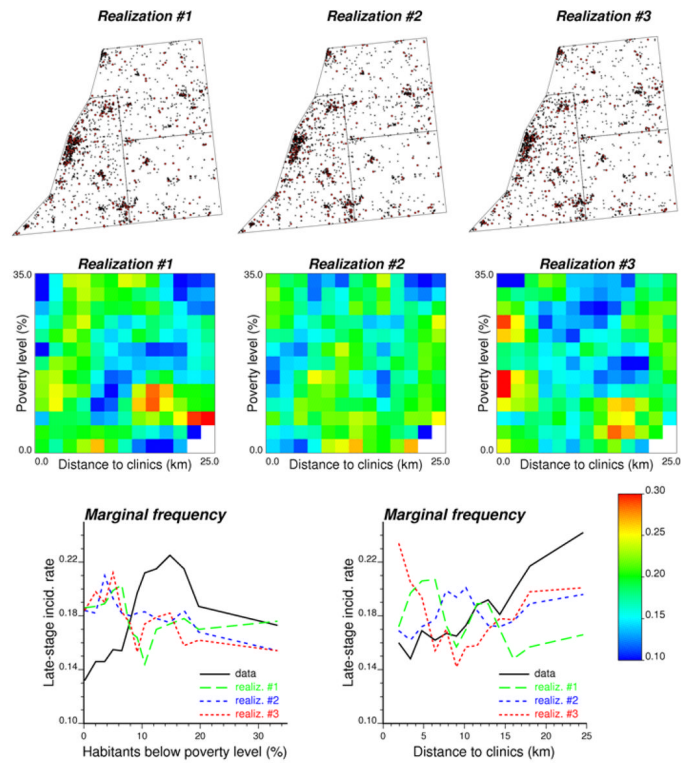 Realization #1
Realization #2
Realization #3
Realization #1
Realization #2
Realization #3
35.0
Poverty level (%)
0.0
0.0
Distance to clinics (km)
25.0
35.0
Poverty level (%)
0.0
0.0
Distance to clinics (km)
25.0
35.0
Poverty level (%)
0.0
0.0
Distance to clinics (km)
25.0
Marginal frequency
Late-stage incid. rate
0.22
0.18
0.14
0.10
data
realiz. #1
realiz. #2
realiz. #3
0
10
20
30
Habitants below poverty level (%)
Marginal frequency
Late-stage incid. rate
0.22
0.18
0.14
0.10
data
realiz. #1
realiz. #2
realiz. #3
0
5
10
15
20
25
Distance to clinics (km)
0.30
0.25
0.20
0.15
0.10